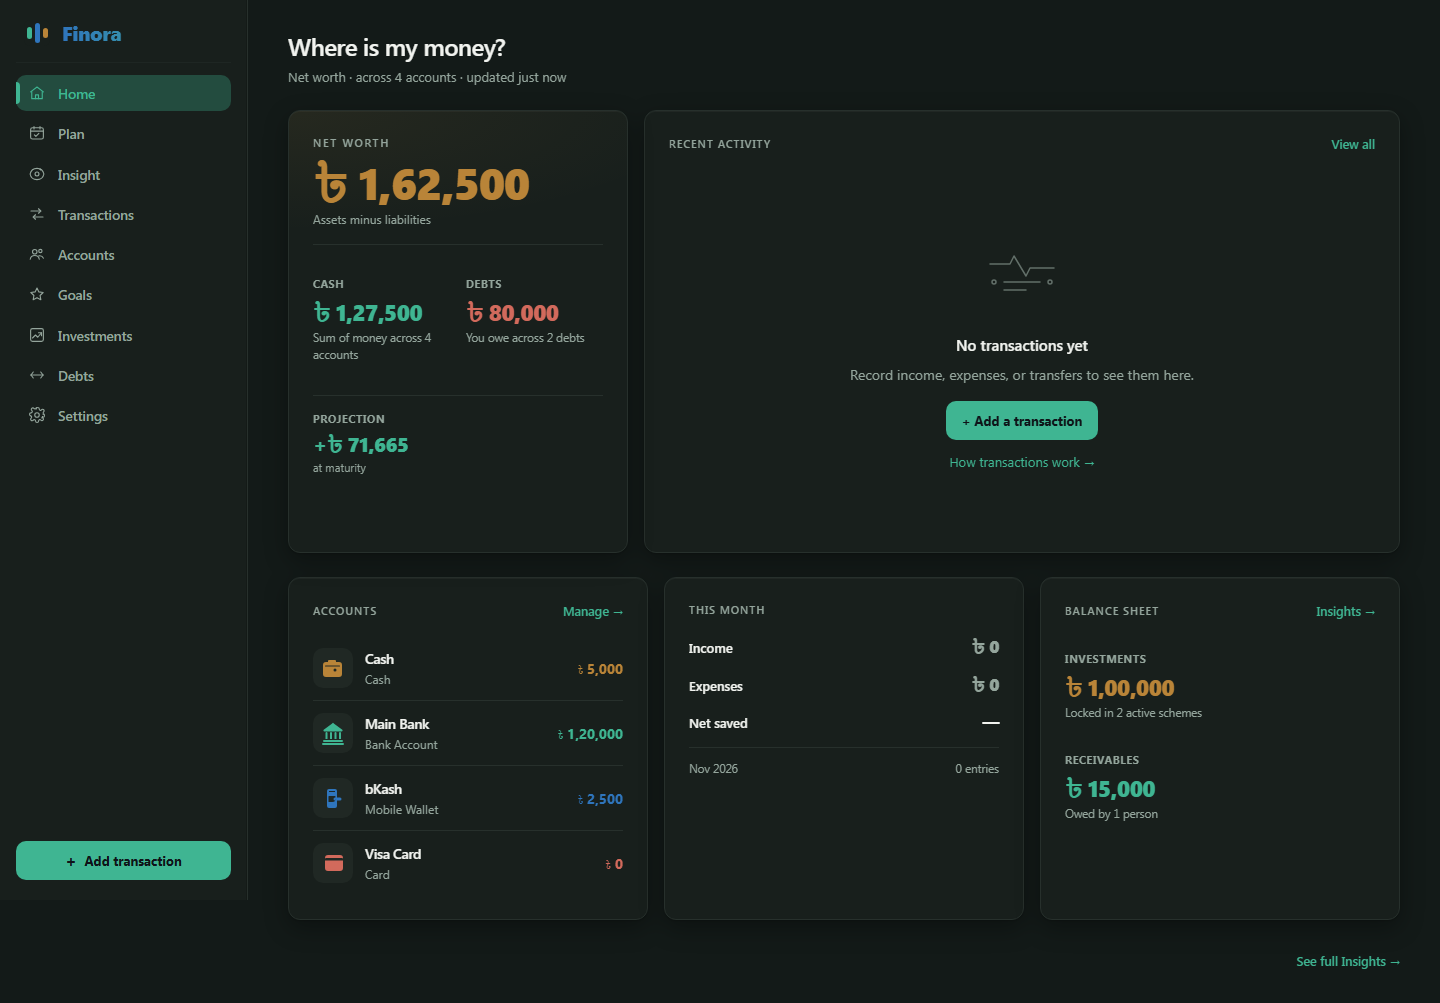 Finora
Home
Plan
Insight
Transactions
Accounts
Goals
Investments
Debts
Settings
+ Add transaction
Where is my money?
Net worth · across 4 accounts · updated just now
NET WORTH
৳ 1,62,500
Assets minus liabilities
CASH
৳ 1,27,500
Sum of money across 4
accounts
DEBTS
৳ 80,000
You owe across 2 debts
PROJECTION
+৳ 71,665
at maturity
RECENT ACTIVITY
View all
No transactions yet
Record income, expenses, or transfers to see them here.
+ Add a transaction
How transactions work →
ACCOUNTS
Manage →
Cash
Cash
৳ 5,000
Main Bank
Bank Account
৳ 1,20,000
bKash
Mobile Wallet
৳ 2,500
Visa Card
Card
৳ 0
THIS MONTH
Income ৳ 0
Expenses ৳ 0
Net saved —
Nov 2026 0 entries
BALANCE SHEET
Insights →
INVESTMENTS
৳ 1,00,000
Locked in 2 active schemes
RECEIVABLES
৳ 15,000
Owed by 1 person
See full Insights →